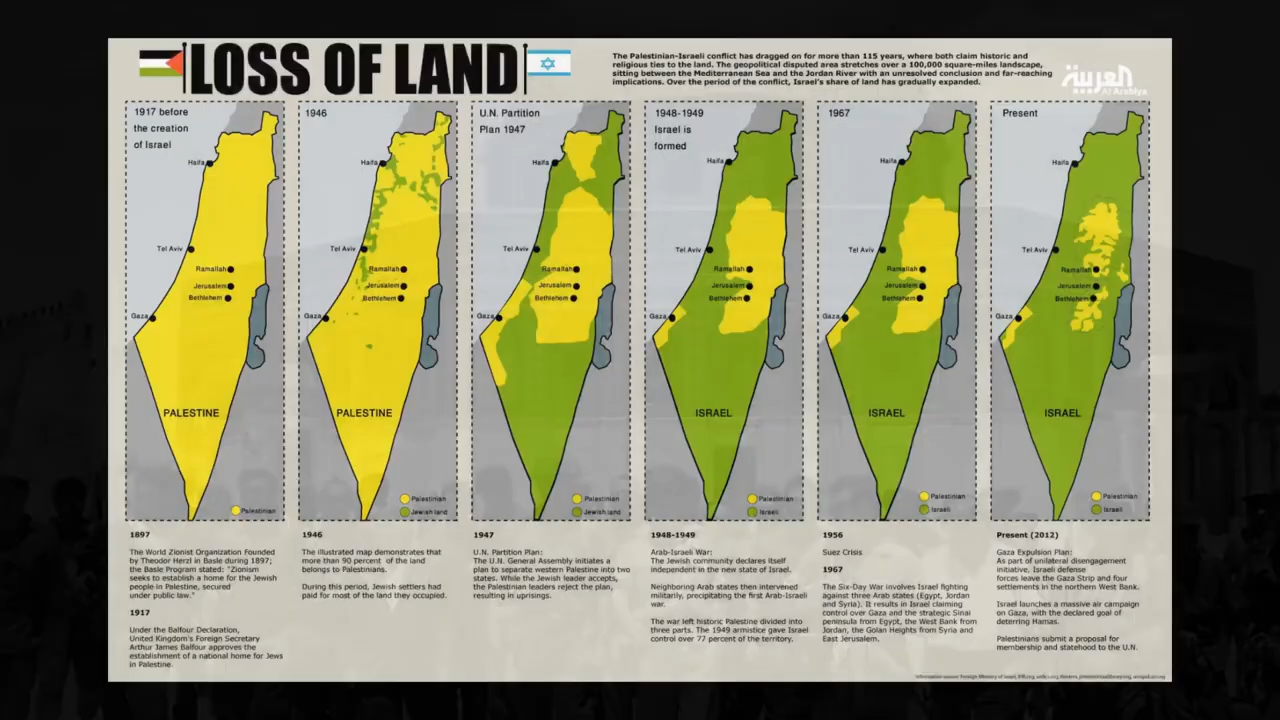 LOSS OF LAND
The Palestinian-Israeli conflict has dragged on for more than 115 years, where both claim historic and
religious ties to the land. The geopolitical disputed area stretches over a 100,000 square-miles landscape,
sitting between the Mediterranean Sea and the Jordan River with an unresolved conclusion and far-reaching
implications. Over the period of the conflict, Israel's share of land has gradually expanded.
العربية
Al Arabiya
1917 before
the creation
of Israel
Haifa
Tel Aviv
Ramallah
Jerusalem
Bethlehem
Gaza
PALESTINE
Palestinian
1946
Haifa
Tel Aviv
Ramallah
Jerusalem
Bethlehem
Gaza
PALESTINE
Palestinian
Jewish land
U.N. Partition
Plan 1947
Haifa
Tel Aviv
Ramallah
Jerusalem
Bethlehem
Gaza
Palestinian
Jewish land
1948-1949
Israel is
formed
Haifa
Tel Aviv
Ramallah
Jerusalem
Bethlehem
Gaza
ISRAEL
Palestinian
Israeli
1967
Haifa
Tel Aviv
Ramallah
Jerusalem
Bethlehem
Gaza
ISRAEL
Palestinian
Israeli
Present
Haifa
Tel Aviv
Ramallah
Jerusalem
Bethlehem
Gaza
ISRAEL
Palestinian
Israeli
1897
The World Zionist Organization Founded
by Theodor Herzl in Basle during 1897;
the Basle Program stated: "Zionism
seeks to establish a home for the Jewish
people in Palestine, secured
under public law."
1917
Under the Balfour Declaration,
United Kingdom's Foreign Secretary
Arthur James Balfour approves the
establishment of a national home for Jews
in Palestine.
1946
The illustrated map demonstrates that
more than 90 percent of the land
belongs to Palestinians.
During this period, Jewish settlers had
paid for most of the land they occupied.
1947
U.N. Partition Plan:
The U.N. General Assembly initiates a
plan to separate western Palestine into two
states. While the Jewish leader accepts,
the Palestinian leaders reject the plan,
resulting in uprisings.
1948-1949
Arab-Israeli War:
The Jewish community declares itself
independent in the new state of Israel.
Neighboring Arab states then intervened
militarily, precipitating the first Arab-Israeli
war.
The war left historic Palestine divided into
three parts. The 1949 armistice gave Israel
control over 77 percent of the territory.
1956
Suez Crisis
1967
The Six-Day War involves Israel fighting
against three Arab states (Egypt, Jordan
and Syria). It results in Israel claiming
control over Gaza and the strategic Sinai
peninsula from Egypt, the West Bank from
Jordan, the Golan Heights from Syria and
East Jerusalem.
Present (2012)
Gaza Expulsion Plan:
As part of unilateral disengagement
initiative, Israeli defense
forces leave the Gaza Strip and four
settlements in the northern West Bank.
Israel launches a massive air campaign
on Gaza, with the declared goal of
deterring Hamas.
Palestinians submit a proposal for
membership and statehood to the U.N.